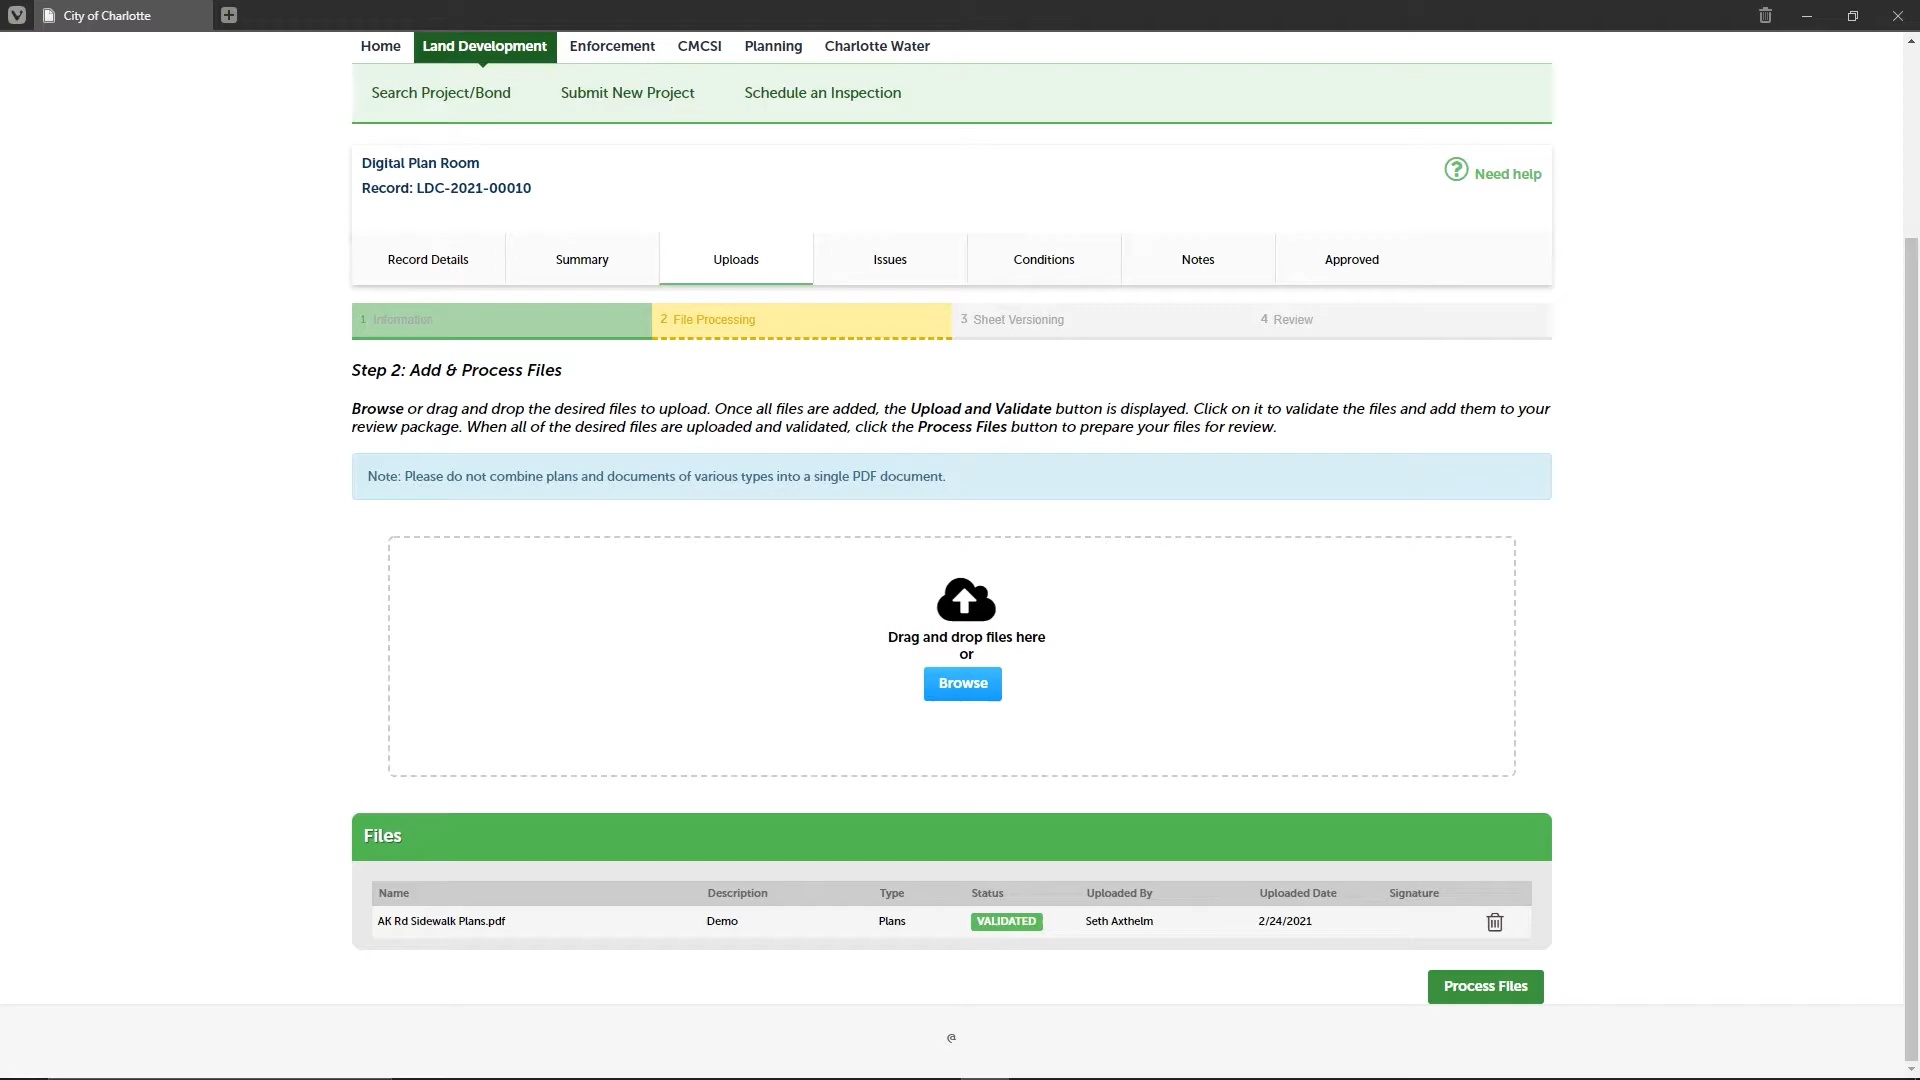 City of Charlotte
Home Land Development Enforcement CMCSI Planning Charlotte Water
Search Project/Bond Submit New Project Schedule an Inspection
Digital Plan Room
Record: LDC-2021-00010
? Need help
Record Details Summary Uploads Issues Conditions Notes Approved
1 Information 2 File Processing 3 Sheet Versioning 4 Review
Step 2: Add & Process Files
Browse or drag and drop the desired files to upload. Once all files are added, the Upload and Validate button is displayed. Click on it to validate the files and add them to your
review package. When all of the desired files are uploaded and validated, click the Process Files button to prepare your files for review.
Note: Please do not combine plans and documents of various types into a single PDF document.
Drag and drop files here
or
Browse
Files
Name Description Type Status Uploaded By Uploaded Date Signature
AK Rd Sidewalk Plans.pdf Demo Plans VALIDATED Seth Axthelm 2/24/2021
Process Files
@